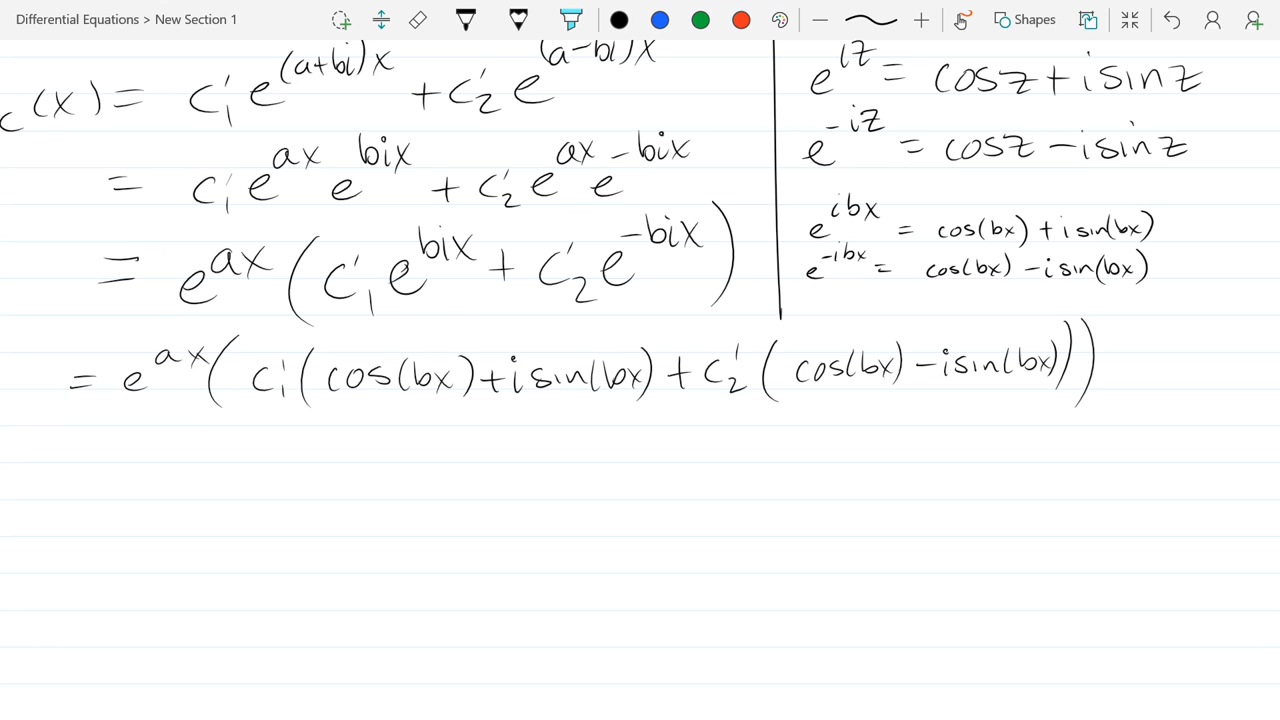 Differential Equations > New Section 1
Shapes
c(x) = c₁' e^(a+bi)x + c₂' e^(a-bi)x
= c₁' e^ax e^bix + c₂' e^ax e^-bix
= e^ax (c₁' e^bix + c₂' e^-bix)
= e^ax (c₁' (cos(bx) + i sin(bx) + c₂' (cos(bx) - i sin(bx)))
e^iz = cos z + i sin z
e^-iz = cos z - i sin z
e^ibx = cos(bx) + i sin(bx)
e^-ibx = cos(bx) - i sin(bx)